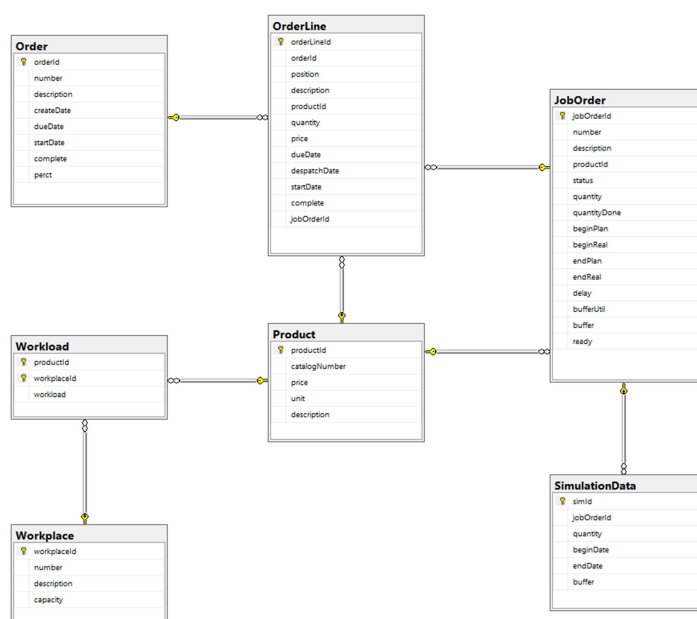 Order
orderId
number
description
createDate
dueDate
startDate
complete
perct
OrderLine
orderLineId
orderId
position
description
productId
quantity
price
dueDate
despatchDate
startDate
complete
jobOrderId
JobOrder
jobOrderId
number
description
productId
status
quantity
quantityDone
beginPlan
beginReal
endPlan
endReal
delay
bufferUtil
buffer
ready
Workload
productId
workplaceId
workload
Product
productId
catalogNumber
price
unit
description
Workplace
workplaceId
number
description
capacity
SimulationData
simId
jobOrderId
quantity
beginDate
endDate
buffer